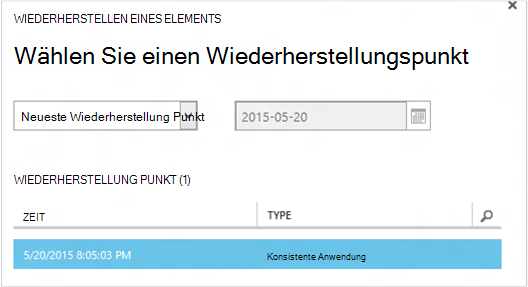 WIEDERHERSTELLEN EINES ELEMENTS
Wählen Sie einen Wiederherstellungspunkt
Neueste Wiederherstellung Punkt
2015-05-20
WIEDERHERSTELLUNG PUNKT (1)
ZEIT TYPE
5/20/2015 8:05:03 PM Konsistente Anwendung